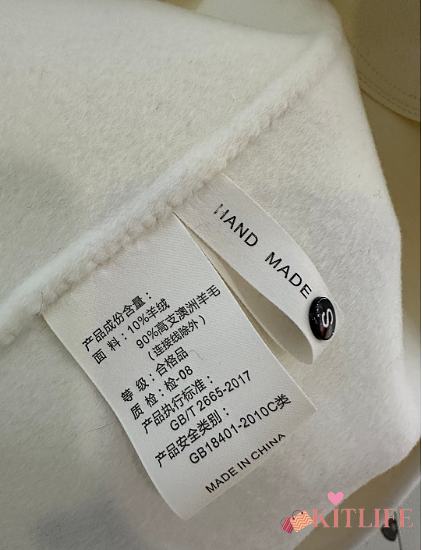 HAND MADE
S
产品成份含量：
面 料：10%羊绒
90%高支澳洲羊毛
（连接线除外）
等 级：合格品
质 检：检-08
产品执行标准：
GB/T 2665-2017
产品安全类别：
GB18401-2010C类
MADE IN CHINA
KITLIFE